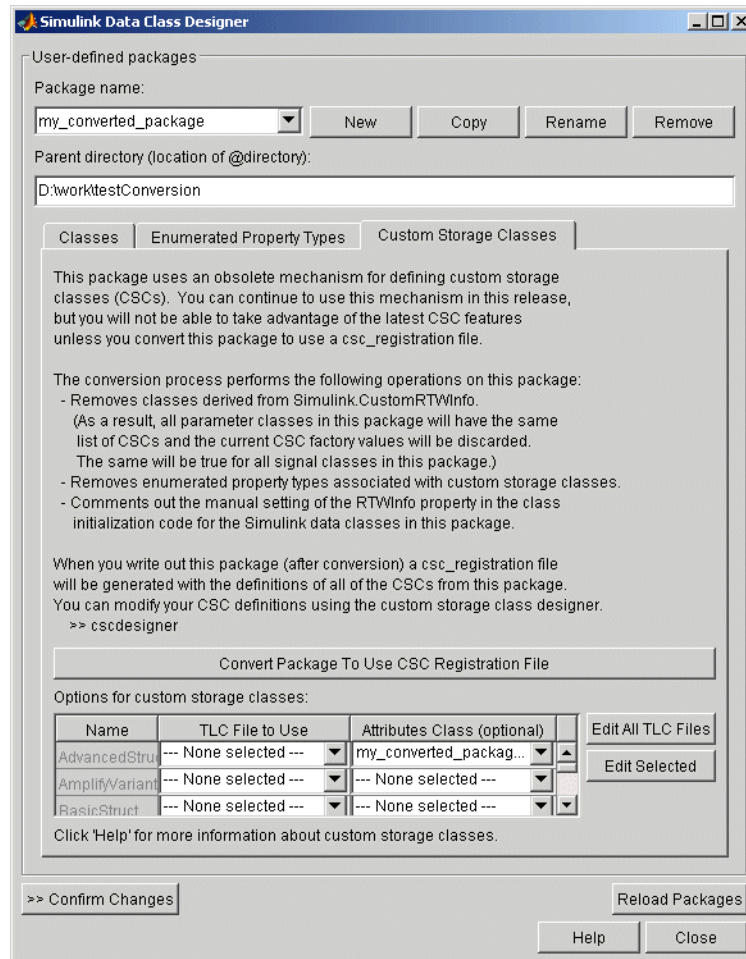 Simulink Data Class Designer
User-defined packages
Package name:
my_converted_package
New
Copy
Rename
Remove
Parent directory (location of @directory):
D:\work\testConversion
Classes
Enumerated Property Types
Custom Storage Classes
This package uses an obsolete mechanism for defining custom storage
classes (CSCs).  You can continue to use this mechanism in this release,
but you will not be able to take advantage of the latest CSC features
unless you convert this package to use a csc_registration file.
The conversion process performs the following operations on this package:
- Removes classes derived from Simulink.CustomRTWInfo.
(As a result, all parameter classes in this package will have the same
list of CSCs and the current CSC factory values will be discarded.
The same will be true for all signal classes in this package.)
- Removes enumerated property types associated with custom storage classes.
- Comments out the manual setting of the RTWInfo property in the class
initialization code for the Simulink data classes in this package.
When you write out this package (after conversion) a csc_registration file
will be generated with the definitions of all of the CSCs from this package.
You can modify your CSC definitions using the custom storage class designer.
>> cscdesigner
Convert Package To Use CSC Registration File
Options for custom storage classes:
Name
TLC File to Use
Attributes Class (optional)
Edit All TLC Files
AdvancedStru
--- None selected ---
my_converted_packag...
Edit Selected
AmplifyVariant
--- None selected ---
--- None selected ---
BasicStruct
--- None selected ---
--- None selected ---
Click 'Help' for more information about custom storage classes.
>> Confirm Changes
Reload Packages
Help
Close